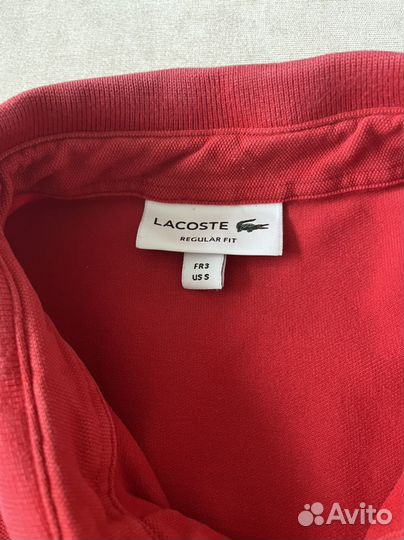 LACOSTE
REGULAR FIT
FR3
US S
Avito